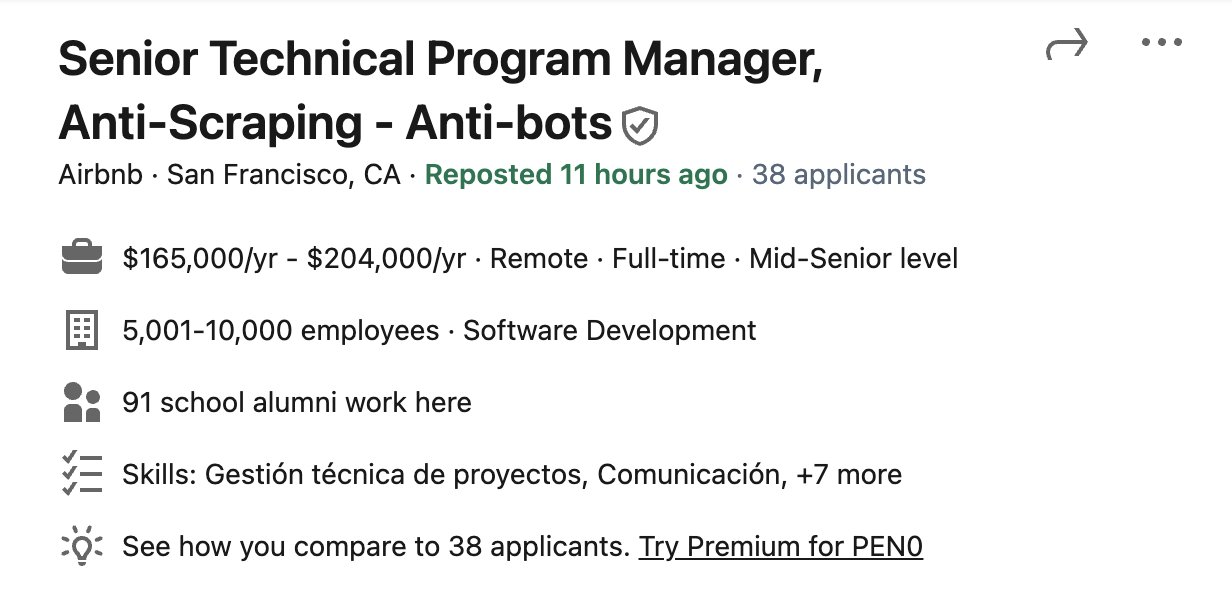 Senior Technical Program Manager,
Anti-Scraping - Anti-bots
Airbnb · San Francisco, CA · Reposted 11 hours ago · 38 applicants
$165,000/yr - $204,000/yr · Remote · Full-time · Mid-Senior level
5,001-10,000 employees · Software Development
91 school alumni work here
Skills: Gestión técnica de proyectos, Comunicación, +7 more
See how you compare to 38 applicants. Try Premium for PEN0